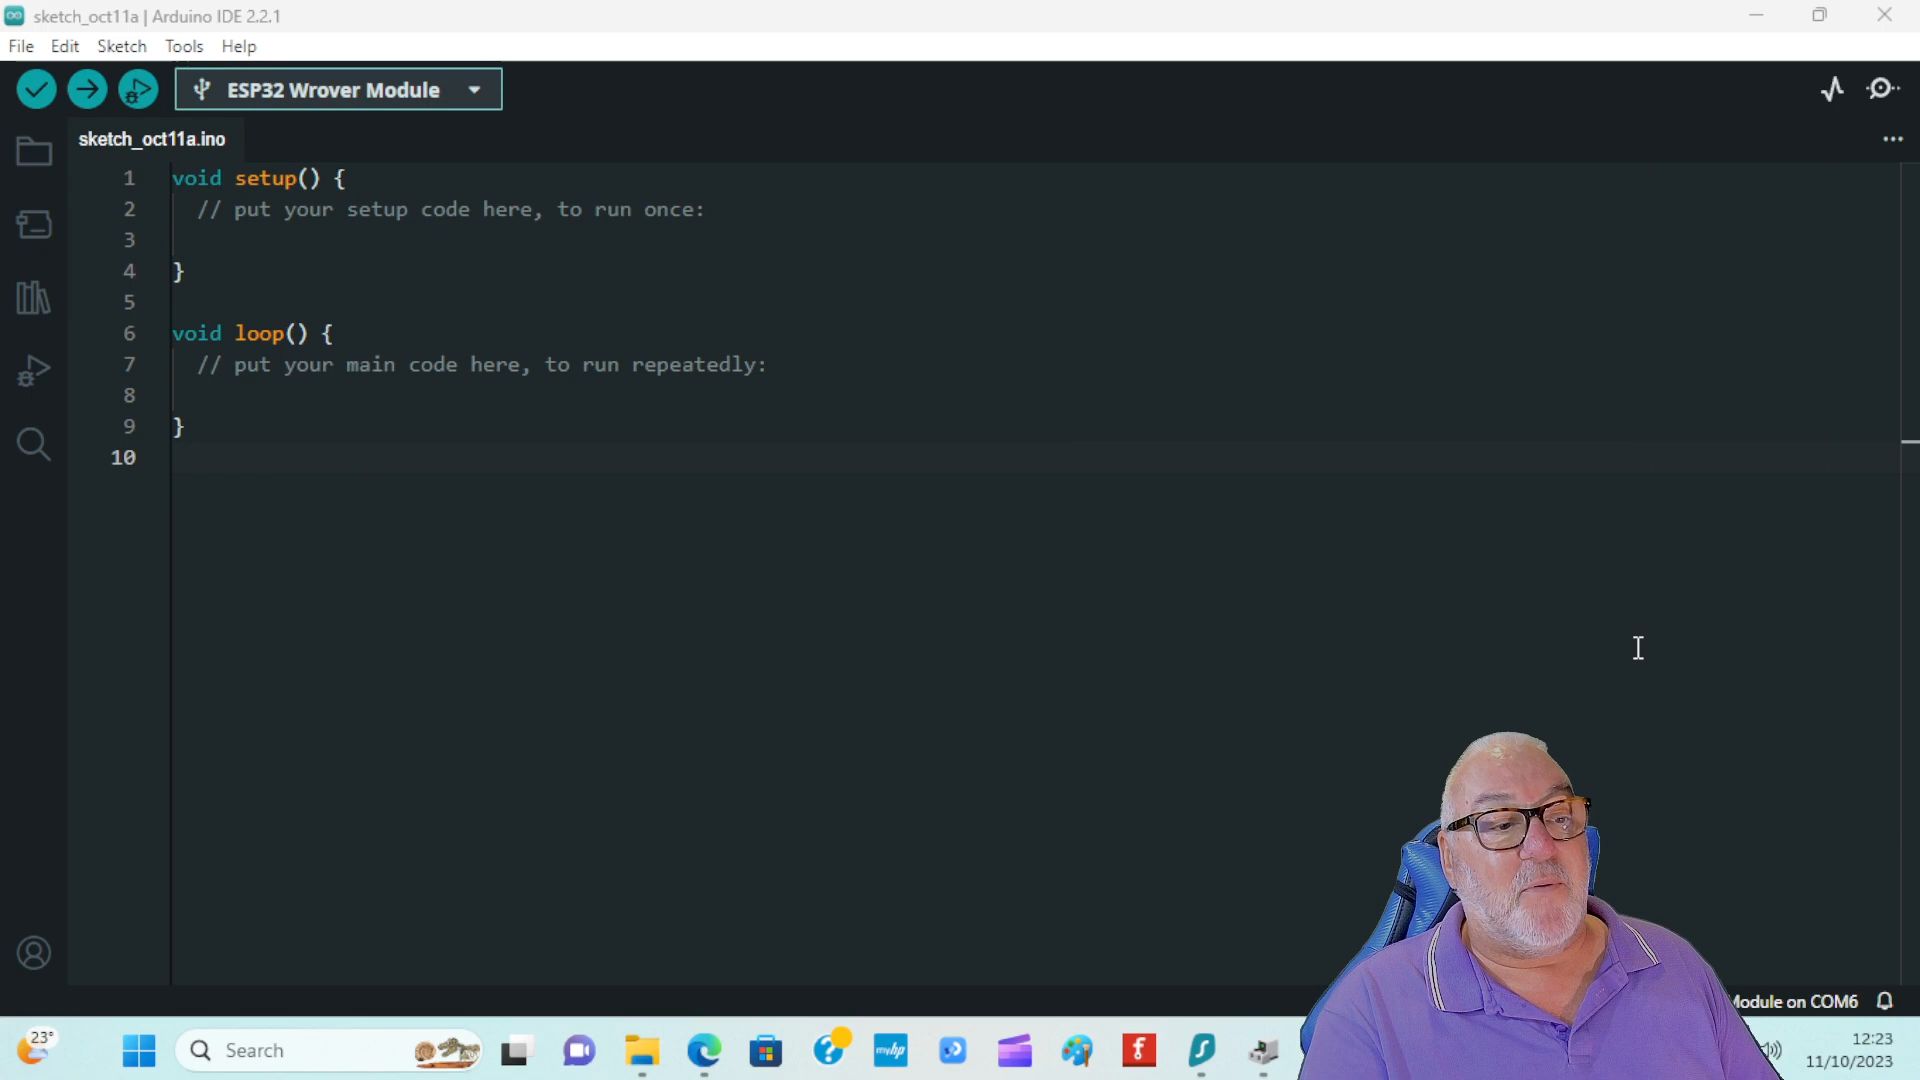 sketch_oct11a | Arduino IDE 2.2.1
File Edit Sketch Tools Help
ESP32 Wrover Module
sketch_oct11a.ino
1 void setup() {
2 // put your setup code here, to run once:
3
4 }
5
6 void loop() {
7 // put your main code here, to run repeatedly:
8
9 }
10
Module on COM6
23°
Search
myhp
12:23
11/10/2023